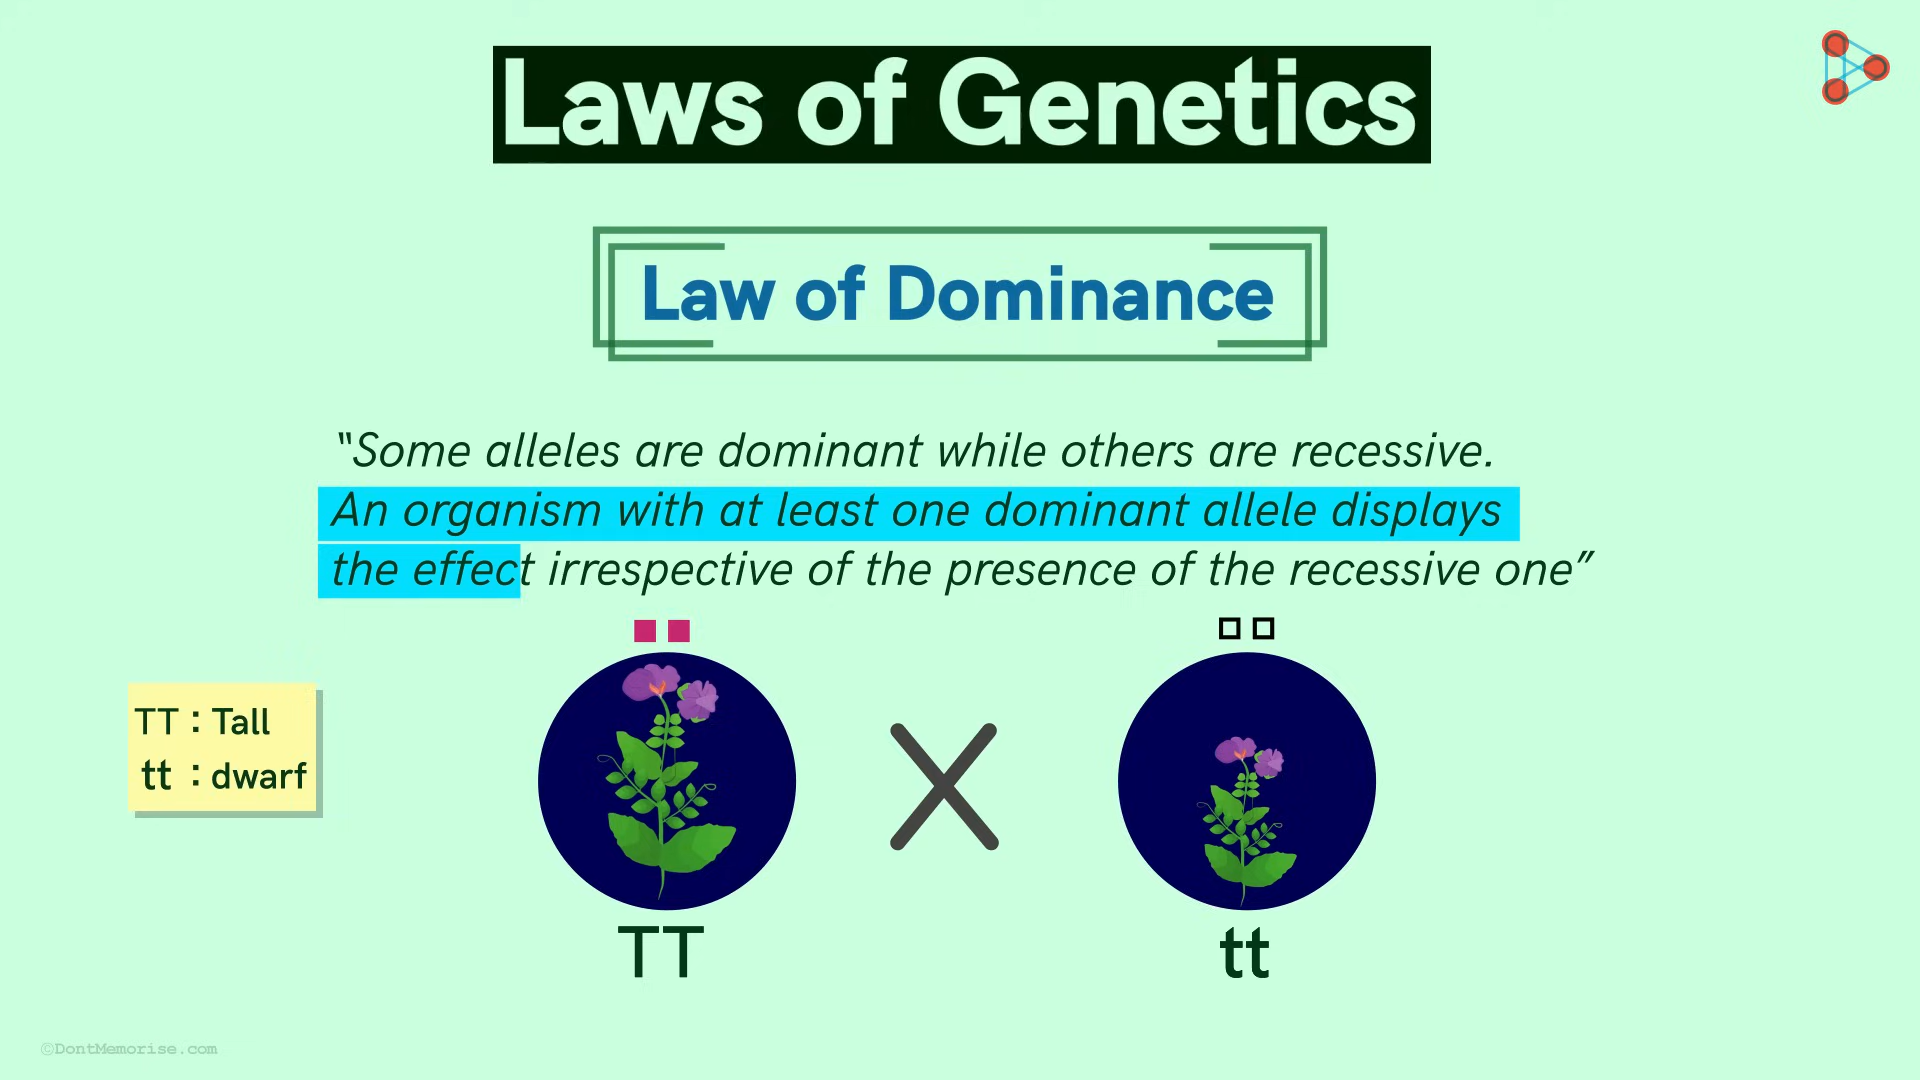 Laws of Genetics
Law of Dominance
“Some alleles are dominant while others are recessive.
An organism with at least one dominant allele displays
the effect irrespective of the presence of the recessive one”
TT : Tall
tt : dwarf
TT
tt
©DontMemorise.com